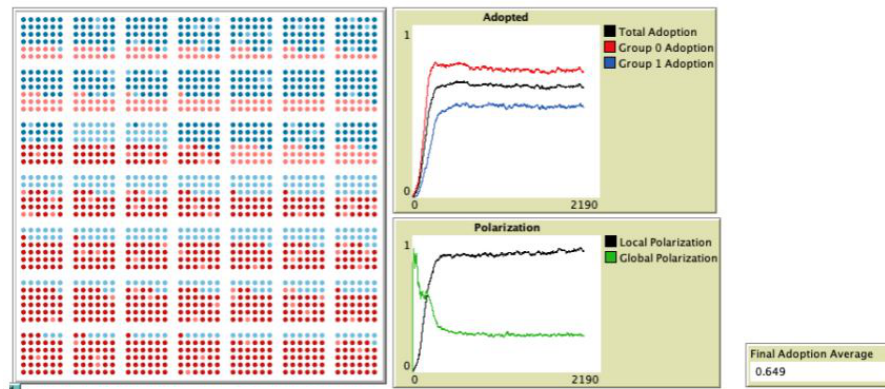 Adopted
1
0
0
2190
Total Adoption
Group 0 Adoption
Group 1 Adoption
Polarization
1
0
0
2190
Local Polarization
Global Polarization
Final Adoption Average
0.649